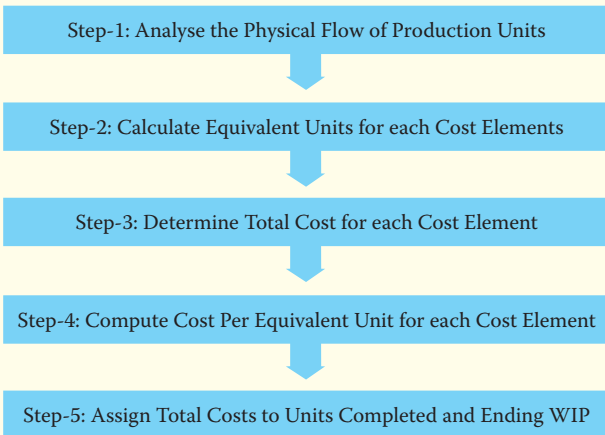 Step-1: Analyse the Physical Flow of Production Units
Step-2: Calculate Equivalent Units for each Cost Elements
Step-3: Determine Total Cost for each Cost Element
Step-4: Compute Cost Per Equivalent Unit for each Cost Element
Step-5: Assign Total Costs to Units Completed and Ending WIP